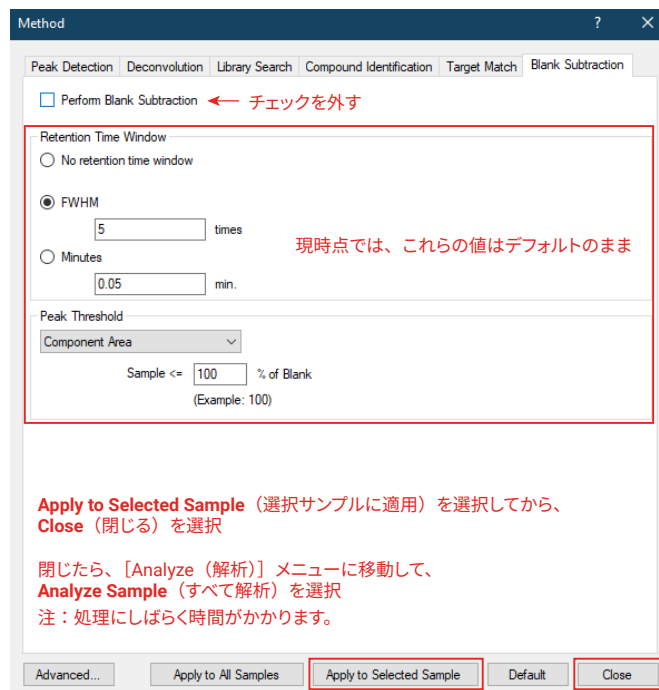 Method ? ×
Peak Detection Deconvolution Library Search Compound Identification Target Match Blank Subtraction
Perform Blank Subtraction ← チェックを外す
Retention Time Window
No retention time window
FWHM
5 times
現時点では、これらの値はデフォルトのまま
Minutes
0.05 min.
Peak Threshold
Component Area
Sample <= 100 % of Blank
(Example: 100)
Apply to Selected Sample（選択サンプルに適用）を選択してから、
Close（閉じる）を選択
閉じたら、［Analyze（解析）］メニューに移動して、
Analyze Sample（すべて解析）を選択
注：処理にしばらく時間がかかります。
Advanced... Apply to All Samples Apply to Selected Sample Default Close